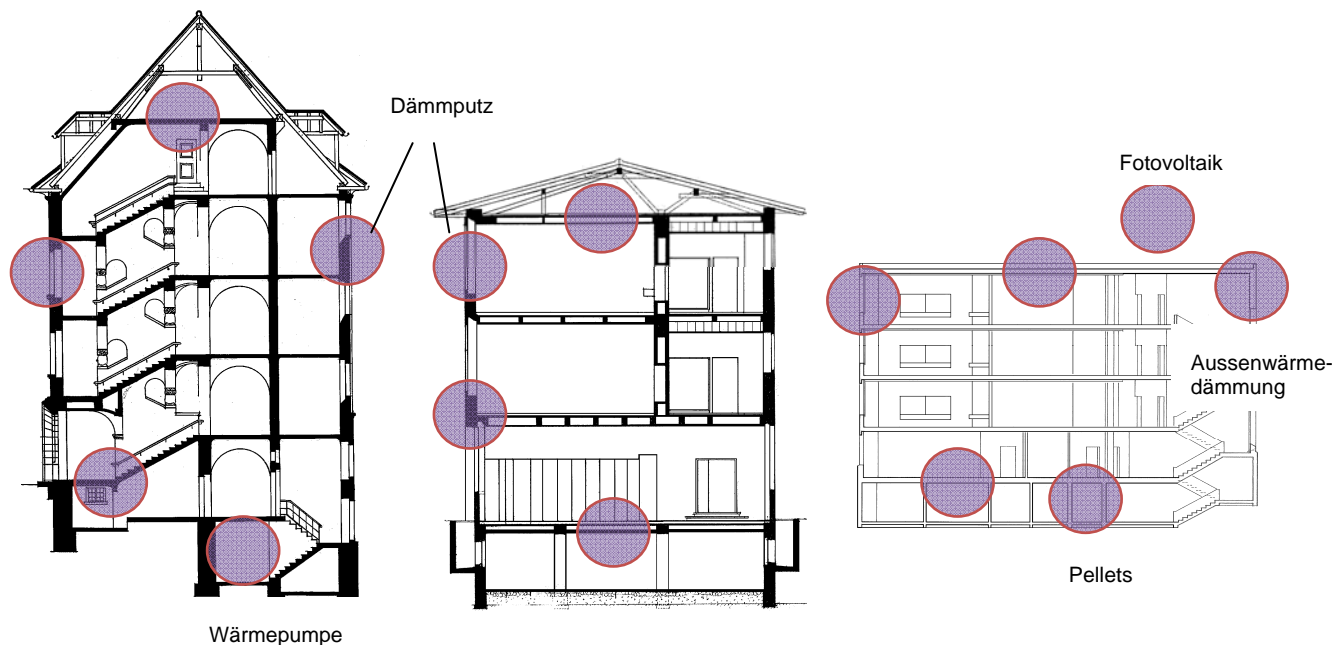 Dämmputz
Fotovoltaik
Aussenwärme-
dämmung
Pellets
Wärmepumpe